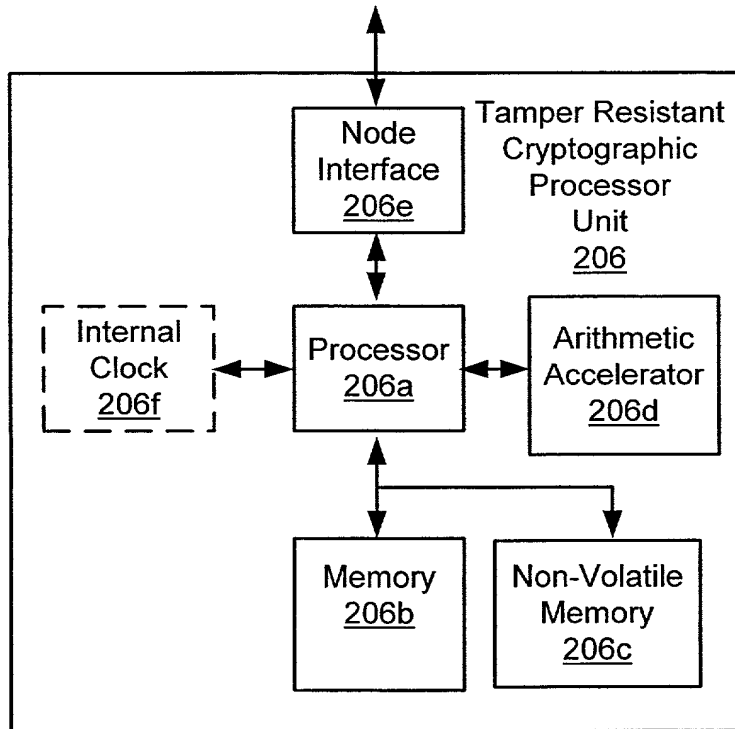 Node
Interface
206e
Tamper Resistant
Cryptographic
Processor
Unit
206
Internal
Clock
206f
Processor
206a
Arithmetic
Accelerator
206d
Memory
206b
Non-Volatile
Memory
206c